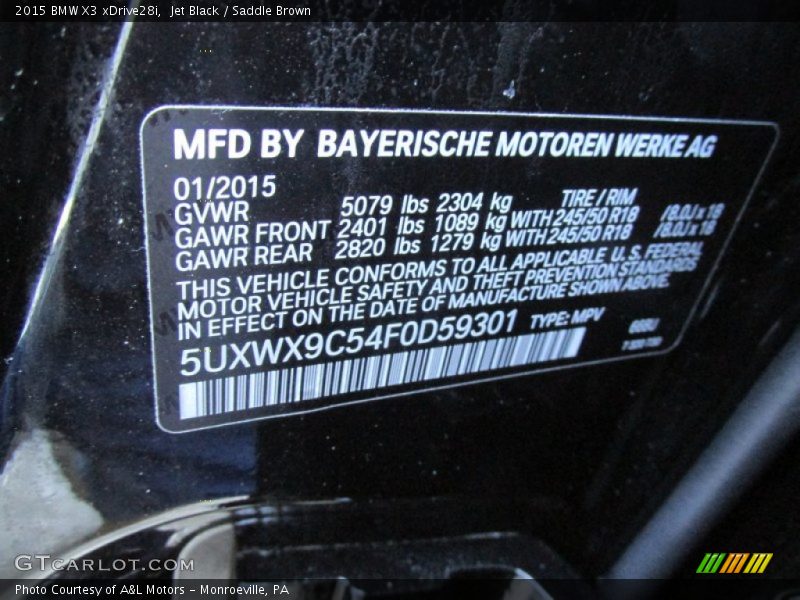 2015 BMW X3 xDrive28i, Jet Black / Saddle Brown
MFD BY BAYERISCHE MOTOREN WERKE AG
01/2015 TIRE / RIM
GVWR 5079 lbs 2304 kg
GAWR FRONT 2401 lbs 1089 kg WITH 245/50 R18 /8.0J x 18
GAWR REAR 2820 lbs 1279 kg WITH 245/50 R18 /8.0J x 18
THIS VEHICLE CONFORMS TO ALL APPLICABLE U. S. FEDERAL
MOTOR VEHICLE SAFETY AND THEFT PREVENTION STANDARDS
IN EFFECT ON THE DATE OF MANUFACTURE SHOWN ABOVE.
5UXWX9C54F0D59301 TYPE: MPV
GTCARLOT.COM
Photo Courtesy of A&L Motors - Monroeville, PA